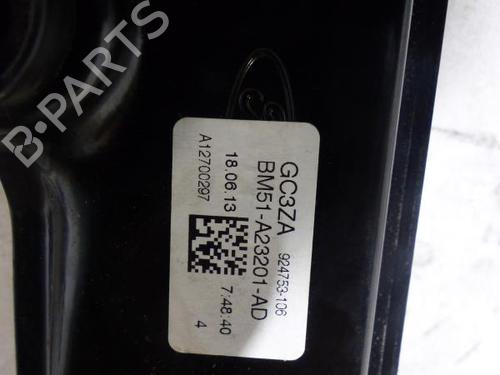 B-PARTS
GC3ZA 924753-106
BM51-A23201-AD
18.06.13 7:48:40
A12700297 4